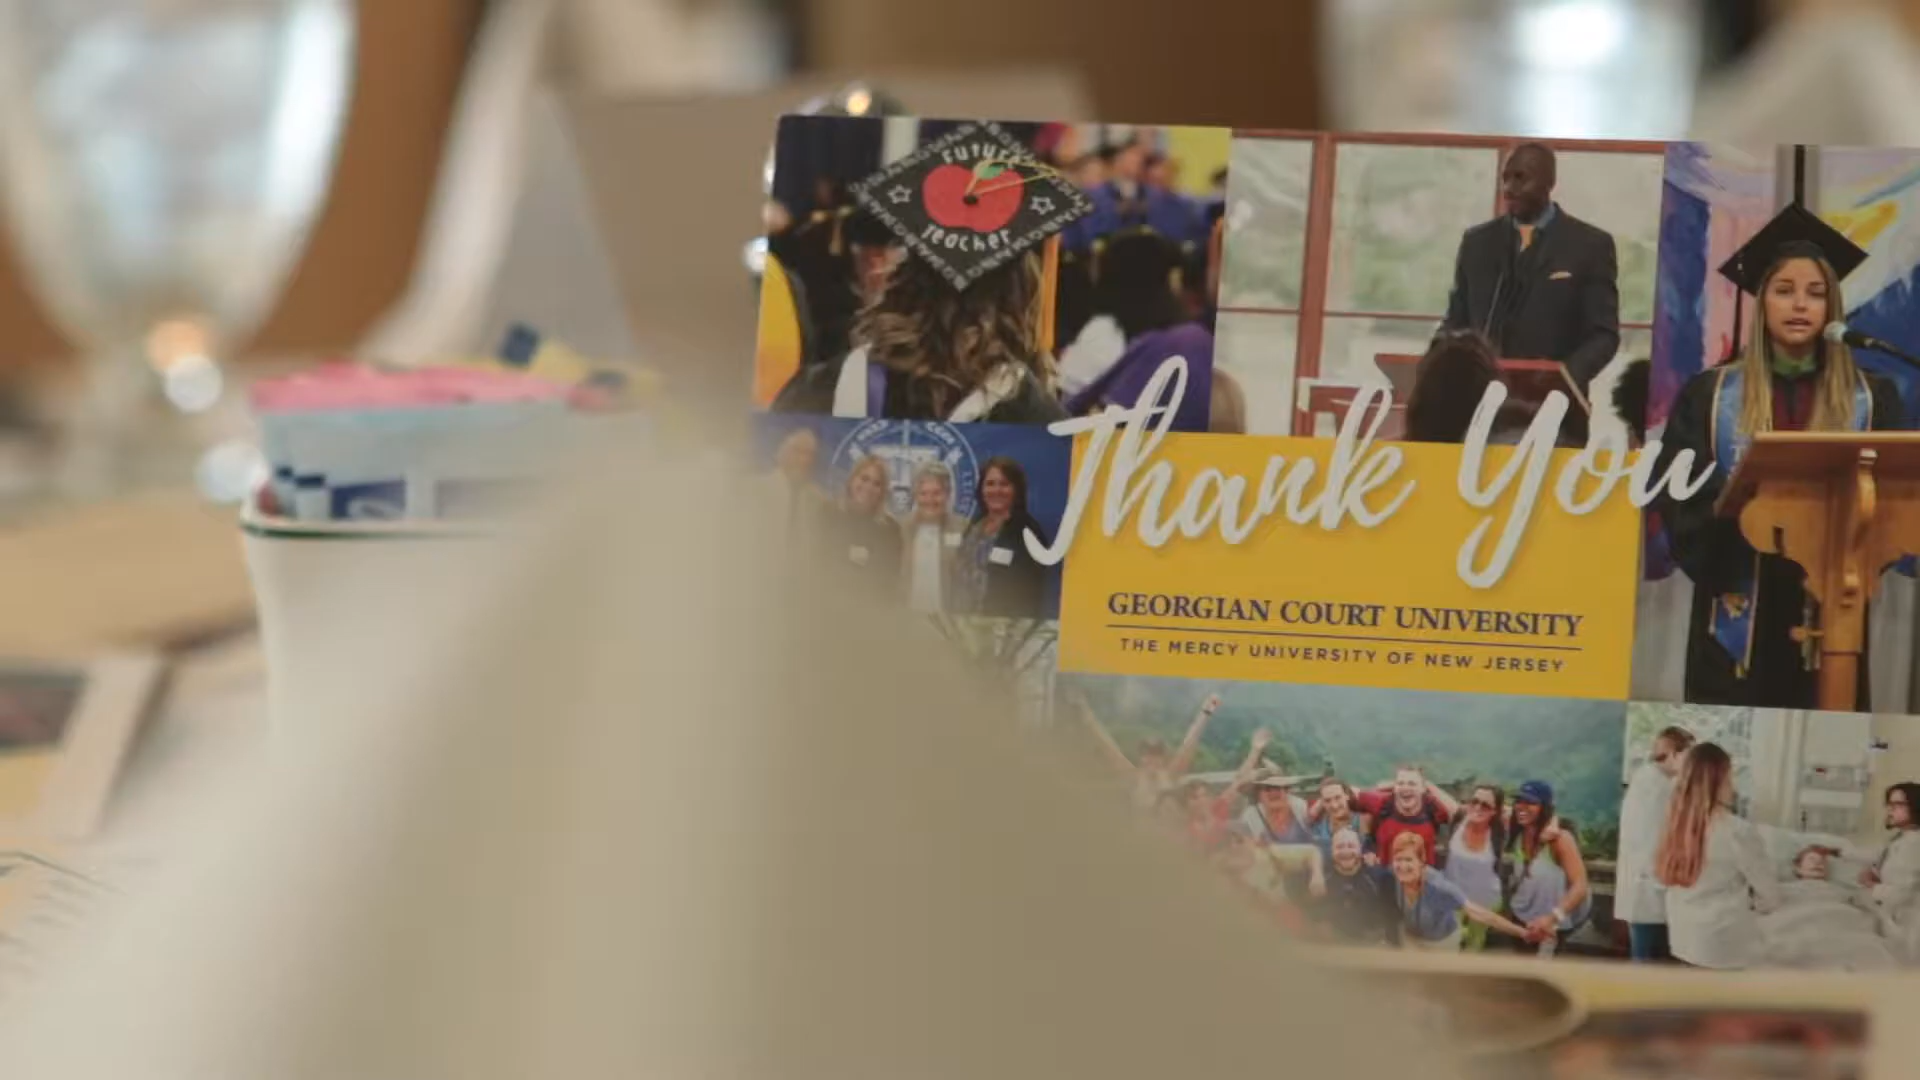 Future
Teacher
Thank You
GEORGIAN COURT UNIVERSITY
THE MERCY UNIVERSITY OF NEW JERSEY